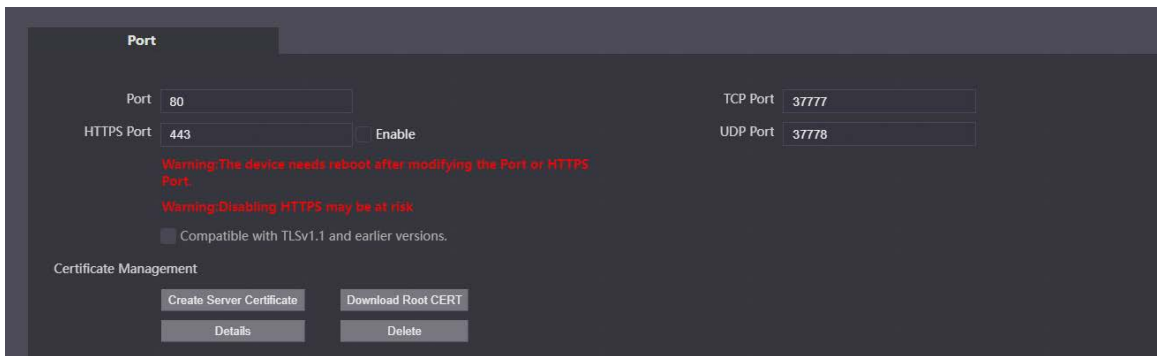 Port
Port 80 TCP Port 37777
HTTPS Port 443 Enable UDP Port 37778
Warning:The device needs reboot after modifying the Port or HTTPS
Port.
Warning:Disabling HTTPS may be at risk
Compatible with TLSv1.1 and earlier versions.
Certificate Management
Create Server Certificate Download Root CERT
Details Delete